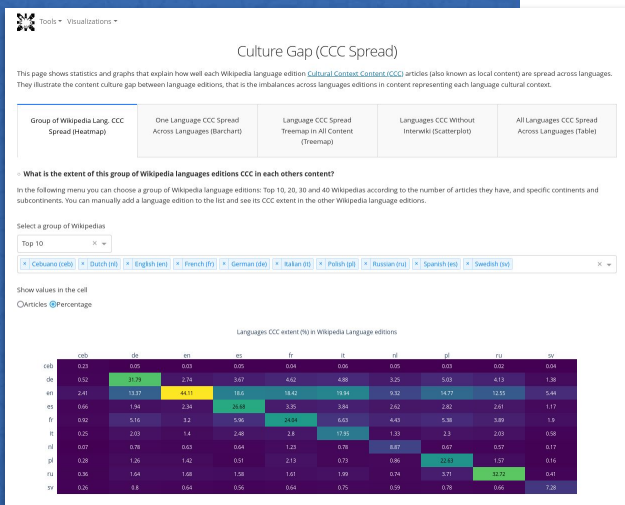 Tools Visualizations
Culture Gap (CCC Spread)
This page shows statistics and graphs that explain how well each Wikipedia language edition Cultural Context Content (CCC) articles (also known as local content) are spread across languages.
They illustrate the content culture gap between language editions, that is the imbalances across languages editions in content representing each language cultural context.
Group of Wikipedia Lang. CCC Spread (Heatmap)
One Language CCC Spread Across Languages (Barchart)
Language CCC Spread Treemap in All Content (Treemap)
Languages CCC Without Interwiki (Scatterplot)
All Languages CCC Spread Across Languages (Table)
What is the extent of this group of Wikipedia languages editions CCC in each others content?
In the following menu you can choose a group of Wikipedia language editions: Top 10, 20, 30 and 40 Wikipedias according to the number of articles they have, and specific continents and
subcontinents. You can manually add a language edition to the list and see its CCC extent in the other Wikipedia language editions.
Select a group of Wikipedias
Top 10 ×
× Cebuano (ceb) × Dutch (nl) × English (en) × French (fr) × German (de) × Italian (it) × Polish (pl) × Russian (ru) × Spanish (es) × Swedish (sv) ×
Show values in the cell
Articles Percentage
Languages CCC extent (%) in Wikipedia Language editions
ceb de en es fr it nl pl ru sv
ceb 0.23 0.05 0.03 0.05 0.04 0.06 0.05 0.03 0.02 0.04
de 0.52 31.79 2.74 3.67 4.62 4.88 3.25 5.03 4.13 1.38
en 2.41 13.37 44.11 18.6 18.42 19.94 9.32 14.77 12.55 5.44
es 0.66 1.94 2.34 26.68 3.35 3.84 2.62 2.82 2.61 1.17
fr 0.92 5.16 3.2 5.96 24.04 6.63 4.43 5.38 3.89 1.9
it 0.25 2.03 1.4 2.48 2.8 17.95 1.33 2.3 2.03 0.58
nl 0.07 0.78 0.63 0.64 1.23 0.78 8.87 0.67 0.57 0.17
pl 0.28 1.26 1.42 0.51 2.13 0.73 0.86 22.63 1.57 0.16
ru 0.36 1.64 1.68 1.58 1.61 1.99 0.74 3.71 32.72 0.41
sv 0.26 0.8 0.64 0.56 0.64 0.75 0.59 0.78 0.66 7.28